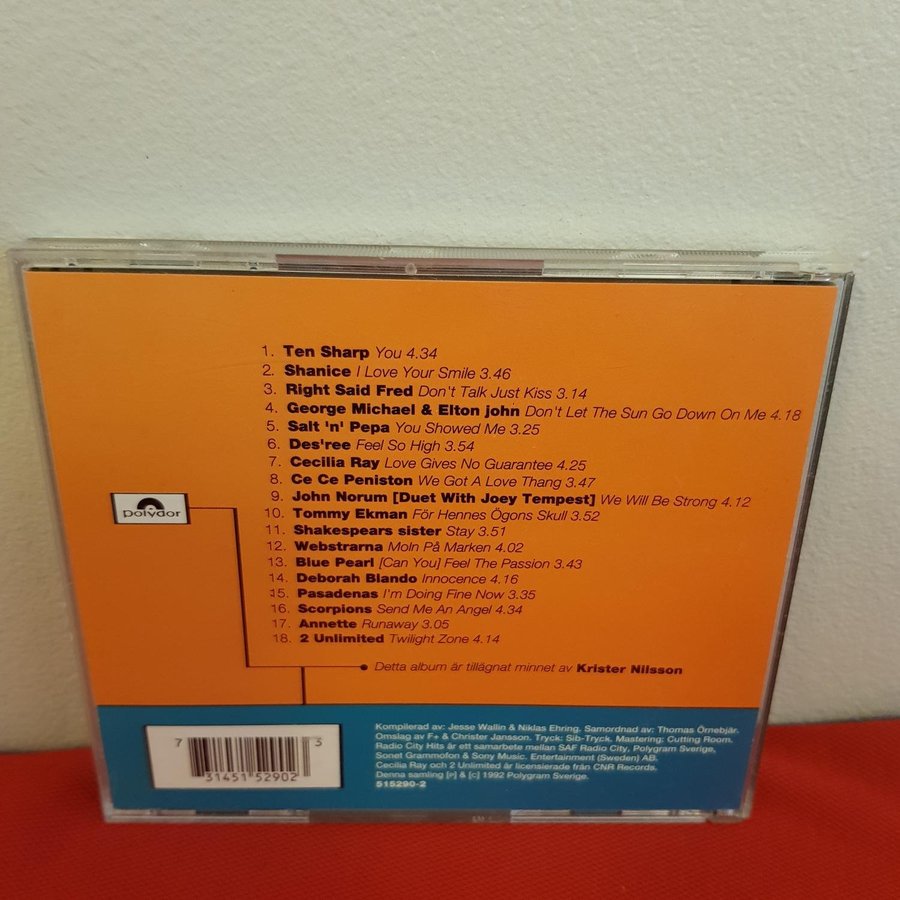 1. Ten Sharp You 4.34
2. Shanice I Love Your Smile 3.46
3. Right Said Fred Don't Talk Just Kiss 3.14
4. George Michael & Elton john Don't Let The Sun Go Down On Me 4.18
5. Salt 'n' Pepa You Showed Me 3.25
6. Des'ree Feel So High 3.54
7. Cecilia Ray Love Gives No Guarantee 4.25
8. Ce Ce Peniston We Got A Love Thang 3.47
9. John Norum [Duet With Joey Tempest] We Will Be Strong 4.12
10. Tommy Ekman För Hennes Ögons Skull 3.52
11. Shakespears sister Stay 3.51
12. Webstrarna Moln På Marken 4.02
13. Blue Pearl [Can You] Feel The Passion 3.43
14. Deborah Blando Innocence 4.16
15. Pasadenas I'm Doing Fine Now 3.35
16. Scorpions Send Me An Angel 4.34
17. Annette Runaway 3.05
18. 2 Unlimited Twilight Zone 4.14
polydor
Detta album är tillägnat minnet av Krister Nilsson
Kompilerad av: Jesse Wallin & Niklas Ehring. Samordnad av: Thomas Örnebjär.
Omslag av F+ & Christer Jansson. Tryck: Sib-Tryck. Mastering: Cutting Room.
Radio City Hits är ett samarbete mellan SAF Radio City, Polygram Sverige,
Sonet Grammofon & Sony Music. Entertainment (Sweden) AB.
Cecilia Ray och 2 Unlimited är licensierade från CNR Records.
Denna samling [p] & [c] 1992 Polygram Sverige.
515290-2
7 31451 52902 3